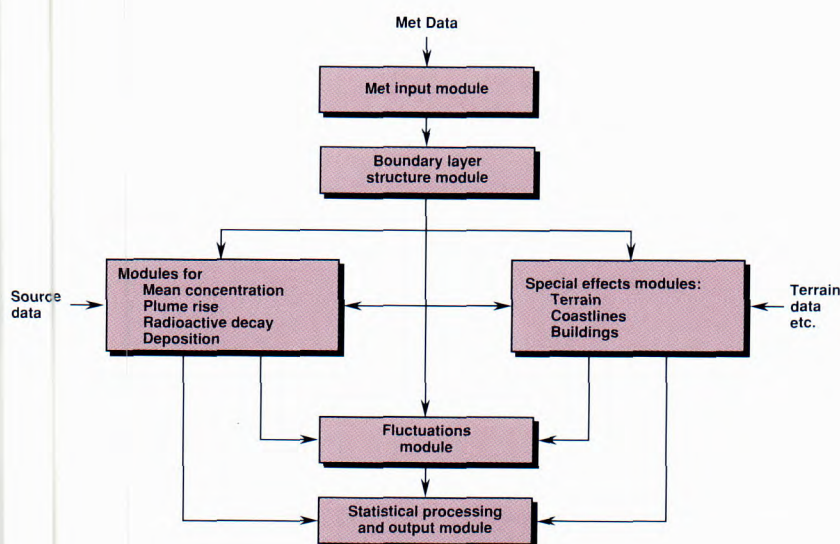 Met Data
Met input module
Boundary layer
structure module
Source
data
Modules for
Mean concentration
Plume rise
Radioactive decay
Deposition
Special effects modules:
Terrain
Coastlines
Buildings
Terrain
data
etc.
Fluctuations
module
Statistical processing
and output module